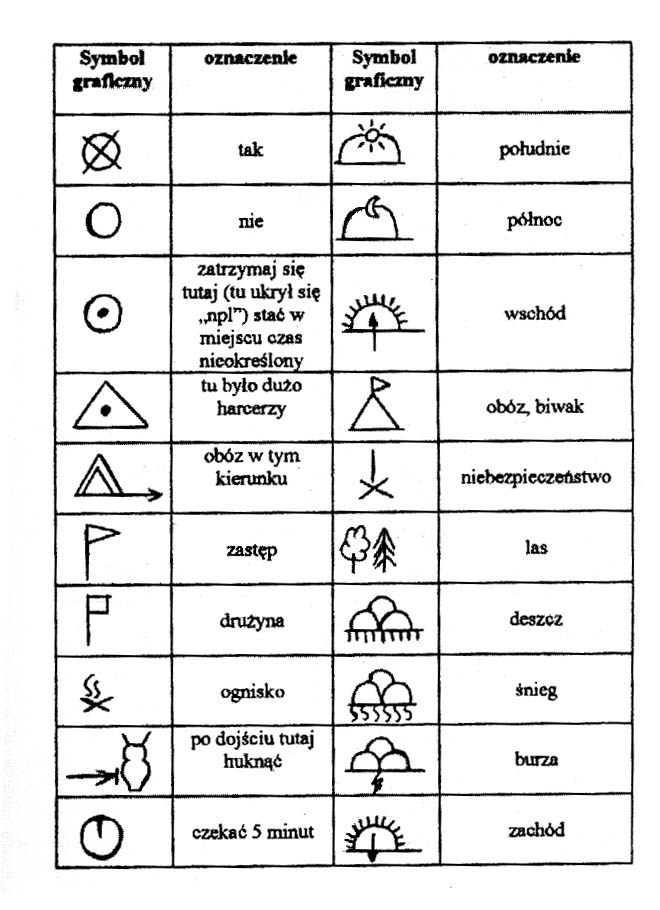 Symbol graficzny
oznaczenie
Symbol graficzny
oznaczenie
tak
południe
nie
północ
zatrzymaj się
tutaj (tu ukrył się
„npl”) stać w
miejscu czas
nieokreślony
wschód
tu było dużo
harcerzy
obóz, biwak
obóz w tym
kierunku
niebezpieczeństwo
zastęp
las
drużyna
deszcz
ognisko
śnieg
po dojściu tutaj
huknąć
burza
czekać 5 minut
zachód